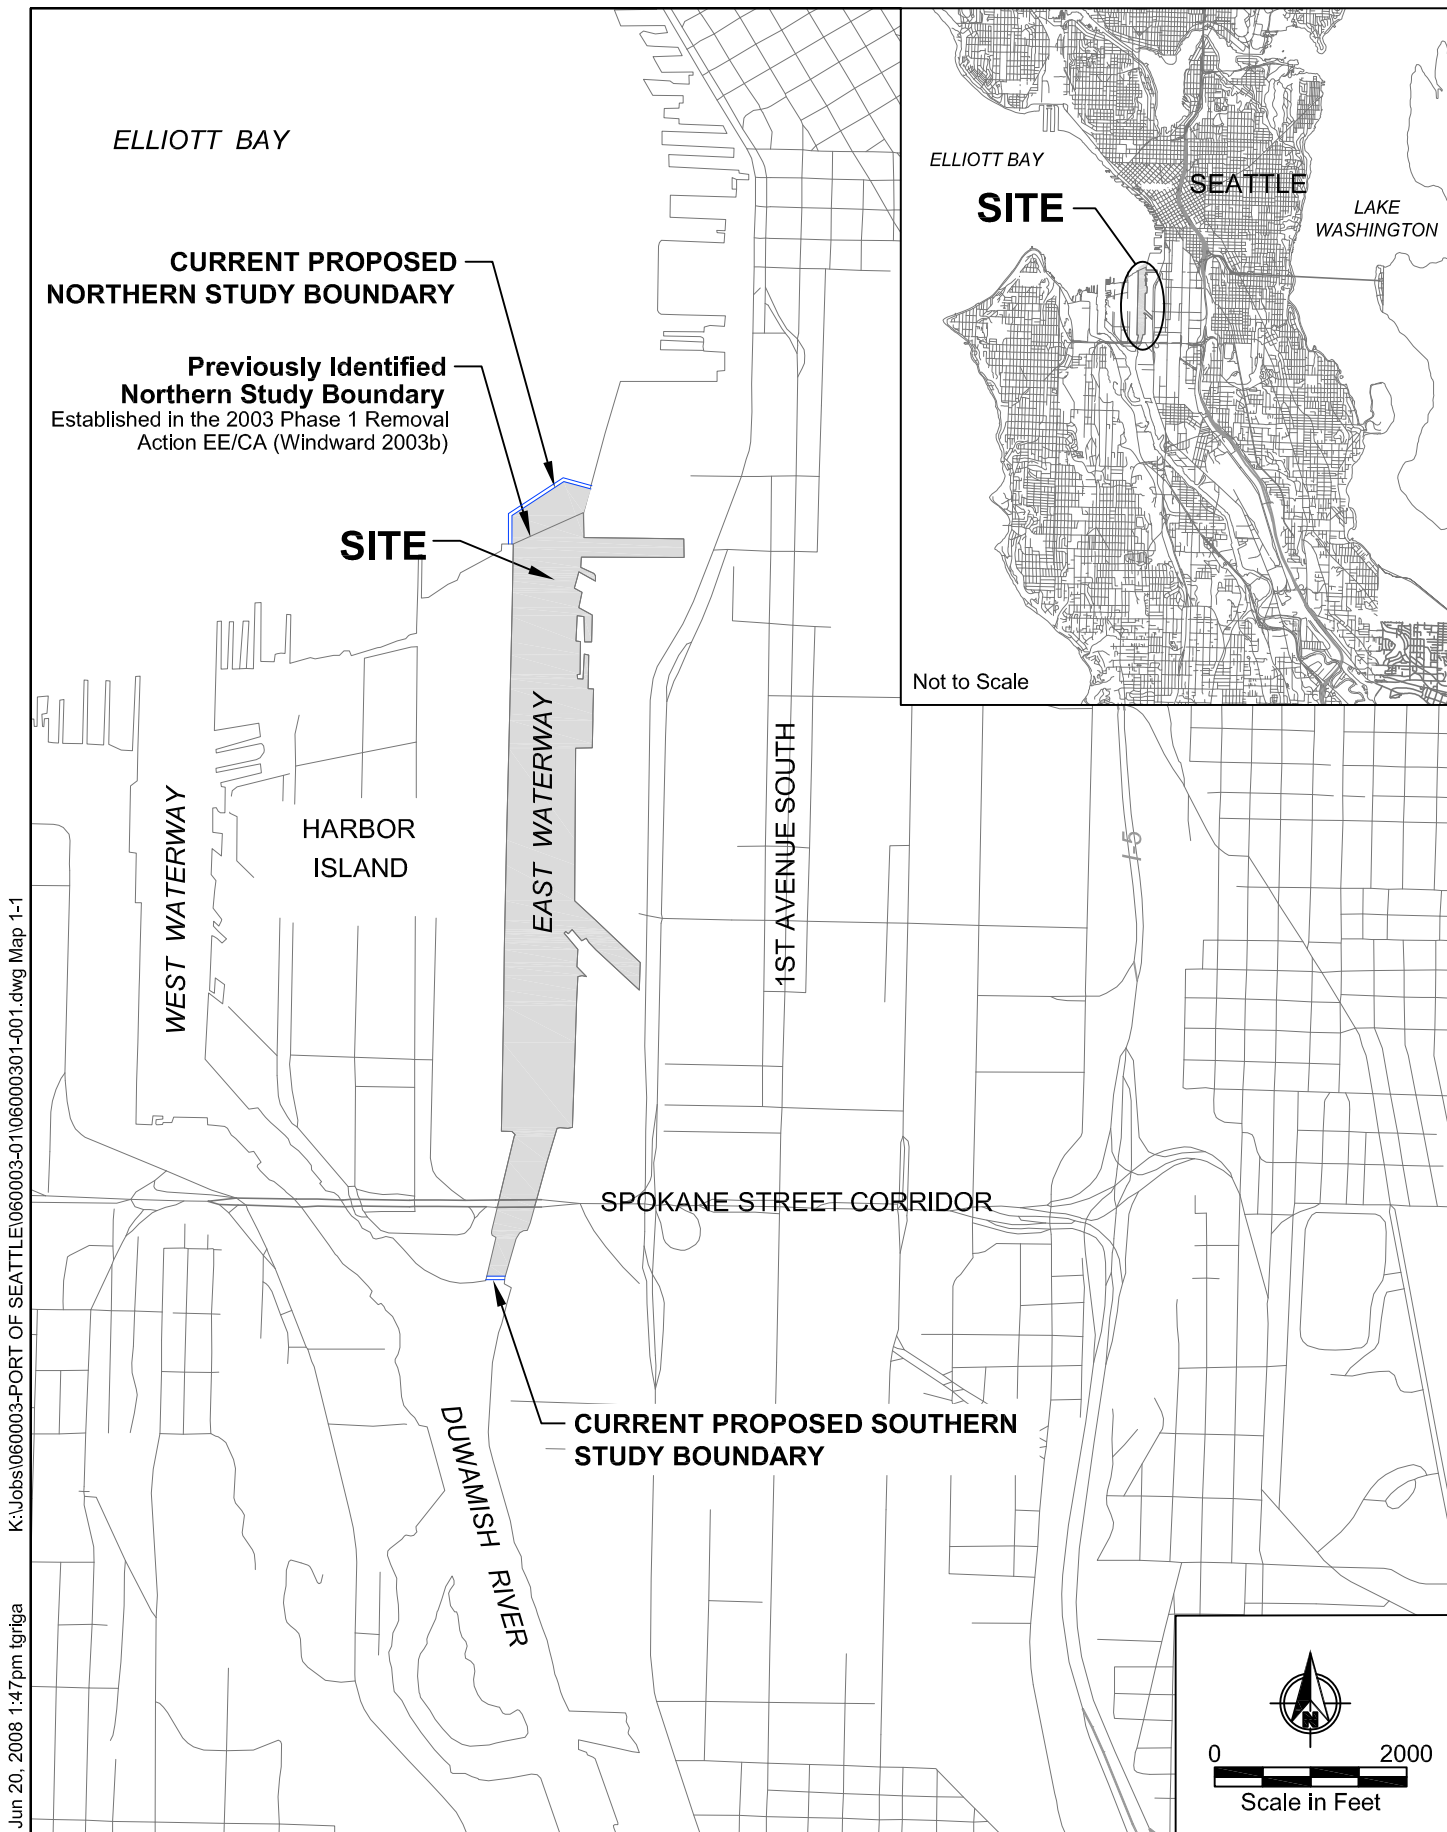 ELLIOTT BAY
CURRENT PROPOSED
NORTHERN STUDY BOUNDARY
Previously Identified
Northern Study Boundary
Established in the 2003 Phase 1 Removal
Action EE/CA (Windward 2003b)
SITE
ELLIOTT BAY
SEATTLE
SITE
LAKE
WASHINGTON
Not to Scale
WEST WATERWAY
HARBOR
ISLAND
EAST WATERWAY
1ST AVENUE SOUTH
I-5
SPOKANE STREET CORRIDOR
CURRENT PROPOSED SOUTHERN
STUDY BOUNDARY
DUWAMISH RIVER
N
0 2000
Scale in Feet
Jun 20, 2008 1:47pm tgriga K:\Jobs\060003-PORT OF SEATTLE\060003-01\06000301-001.dwg Map 1-1